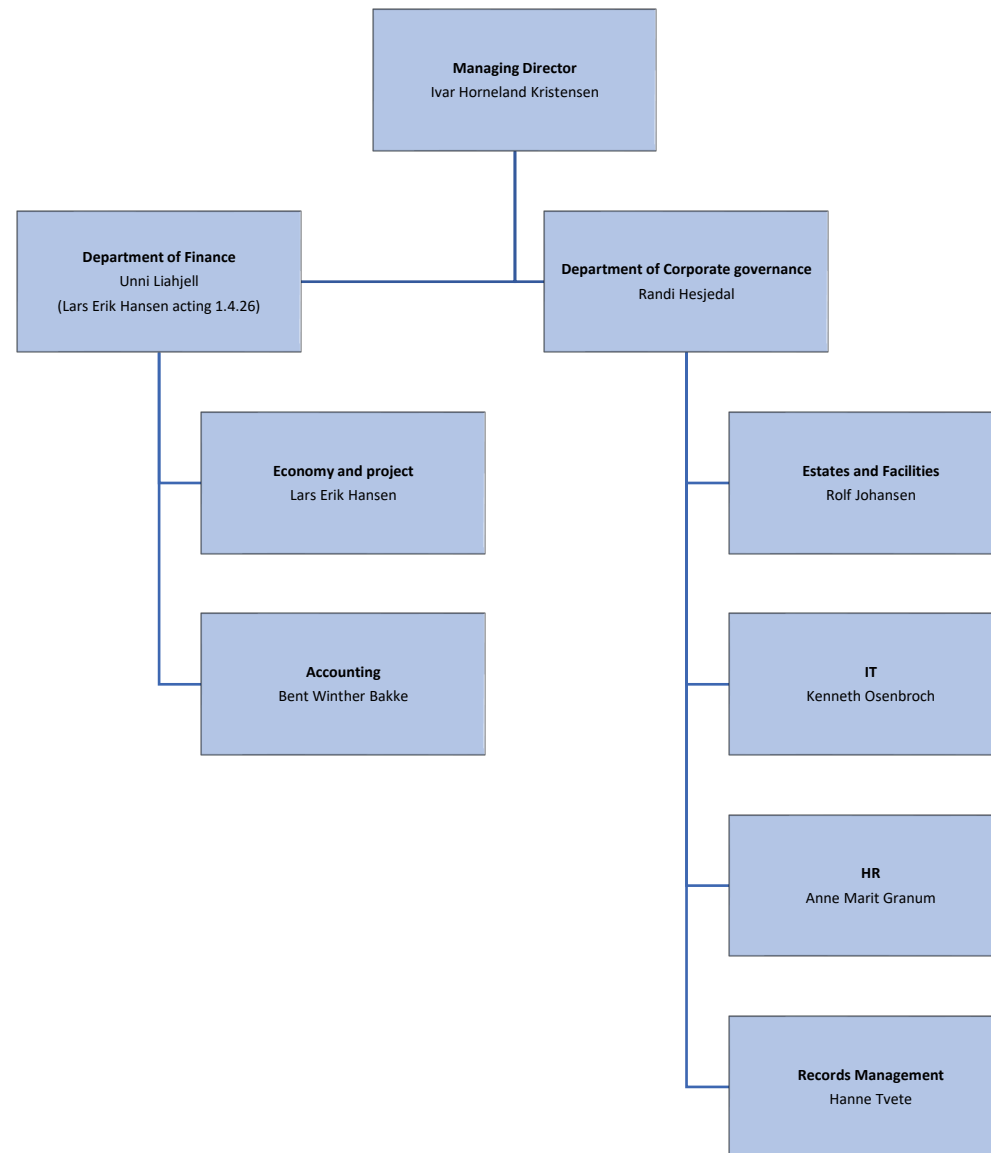 Managing Director
Ivar Horneland Kristensen
Department of Finance
Unni Liahjell
(Lars Erik Hansen acting 1.4.26)
Department of Corporate governance
Randi Hesjedal
Economy and project
Lars Erik Hansen
Estates and Facilities
Rolf Johansen
Accounting
Bent Winther Bakke
IT
Kenneth Osenbroch
HR
Anne Marit Granum
Records Management
Hanne Tvete